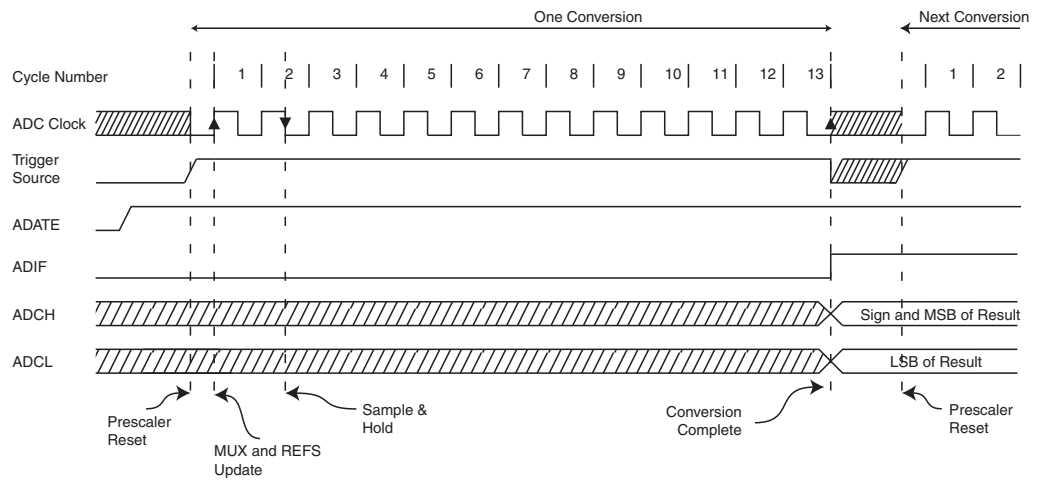 One Conversion
Next Conversion
Cycle Number
1 2 3 4 5 6 7 8 9 10 11 12 13 1 2
ADC Clock
Trigger
Source
ADATE
ADIF
ADCH
Sign and MSB of Result
ADCL
LSB of Result
Prescaler
Reset
MUX and REFS
Update
Sample &
Hold
Conversion
Complete
Prescaler
Reset